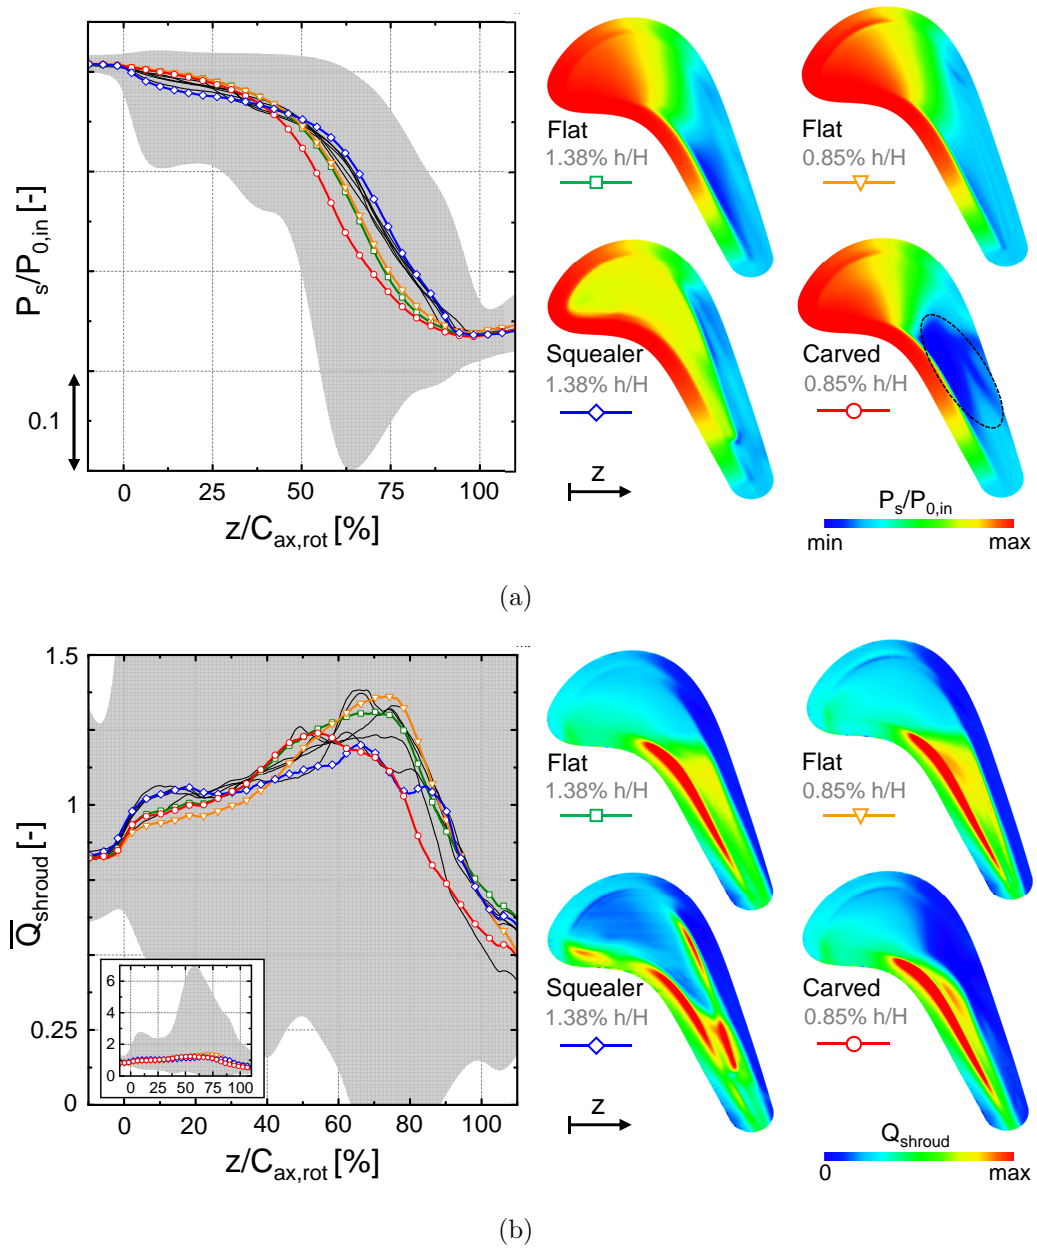 P_s/P_0,in [-]
0.1
0
25
50
75
100
z/C_ax,rot [%]
Flat
1.38% h/H
Flat
0.85% h/H
Squealer
1.38% h/H
Carved
0.85% h/H
z
P_s/P_0,in
min
max
(a)
1.5
1
0.25
0
Q̅_shroud [-]
6
4
2
0
0
25
50
75
100
0
20
40
60
80
100
z/C_ax,rot [%]
Flat
1.38% h/H
Flat
0.85% h/H
Squealer
1.38% h/H
Carved
0.85% h/H
z
Q_shroud
0
max
(b)